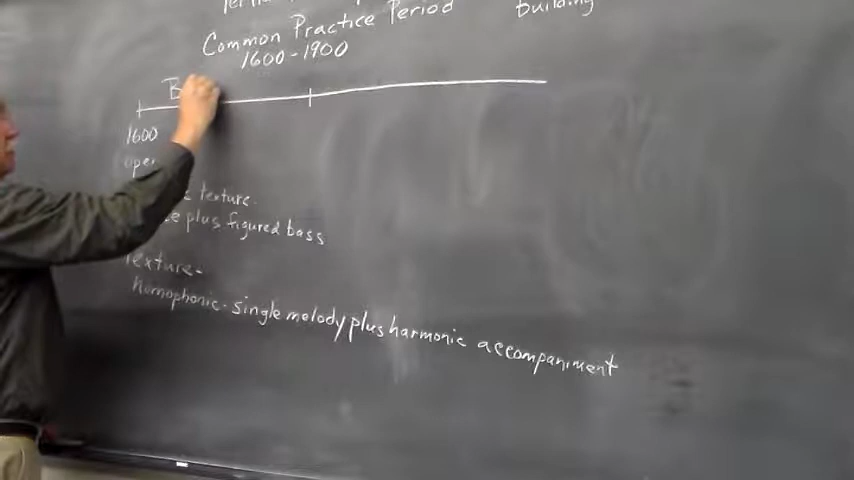 building
Common Practice Period
1600-1900
B
1600
texture-
plus figured bass
Texture-
homophonic- single melody plus harmonic accompaniment